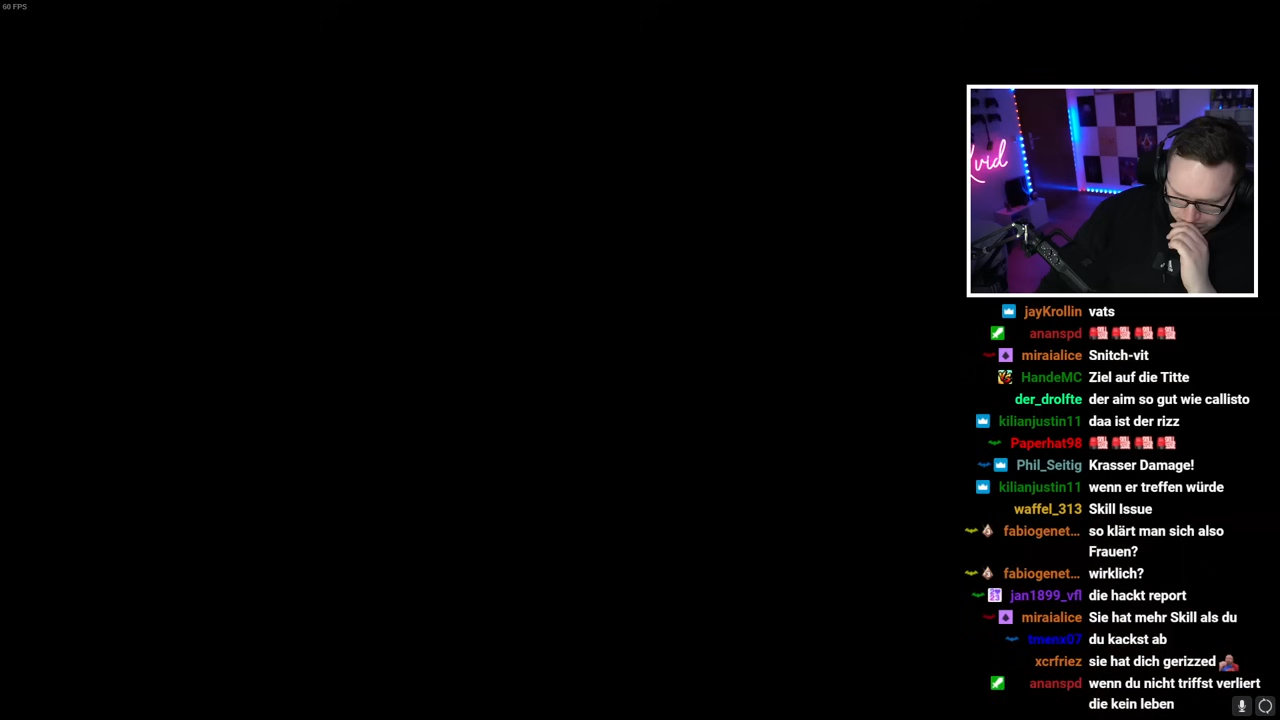 60 FPS
jayKrollin vats
ananspd
miraialice Snitch-vit
HandeMC Ziel auf die Titte
der_drolfte der aim so gut wie callisto
kilianjustin11 daa ist der rizz
Paperhat98
Phil_Seitig Krasser Damage!
kilianjustin11 wenn er treffen würde
waffel_313 Skill Issue
fabiogenet... so klärt man sich also
Frauen?
fabiogenet... wirklich?
jan1899_vfl die hackt report
miraialice Sie hat mehr Skill als du
du kackst ab
xcrfriez sie hat dich gerizzed
ananspd wenn du nicht triffst verliert
die kein leben